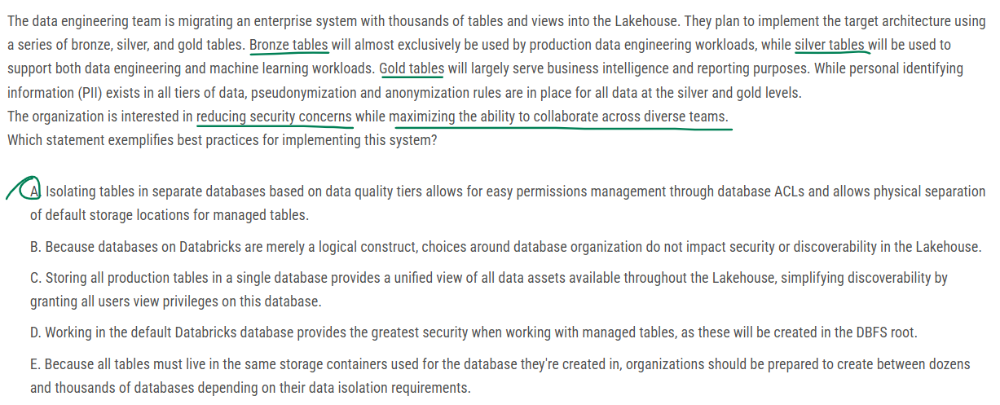 The data engineering team is migrating an enterprise system with thousands of tables and views into the Lakehouse. They plan to implement the target architecture using
a series of bronze, silver, and gold tables. Bronze tables will almost exclusively be used by production data engineering workloads, while silver tables will be used to
support both data engineering and machine learning workloads. Gold tables will largely serve business intelligence and reporting purposes. While personal identifying
information (PII) exists in all tiers of data, pseudonymization and anonymization rules are in place for all data at the silver and gold levels.
The organization is interested in reducing security concerns while maximizing the ability to collaborate across diverse teams.
Which statement exemplifies best practices for implementing this system?
A. Isolating tables in separate databases based on data quality tiers allows for easy permissions management through database ACLs and allows physical separation
of default storage locations for managed tables.
B. Because databases on Databricks are merely a logical construct, choices around database organization do not impact security or discoverability in the Lakehouse.
C. Storing all production tables in a single database provides a unified view of all data assets available throughout the Lakehouse, simplifying discoverability by
granting all users view privileges on this database.
D. Working in the default Databricks database provides the greatest security when working with managed tables, as these will be created in the DBFS root.
E. Because all tables must live in the same storage containers used for the database they're created in, organizations should be prepared to create between dozens
and thousands of databases depending on their data isolation requirements.